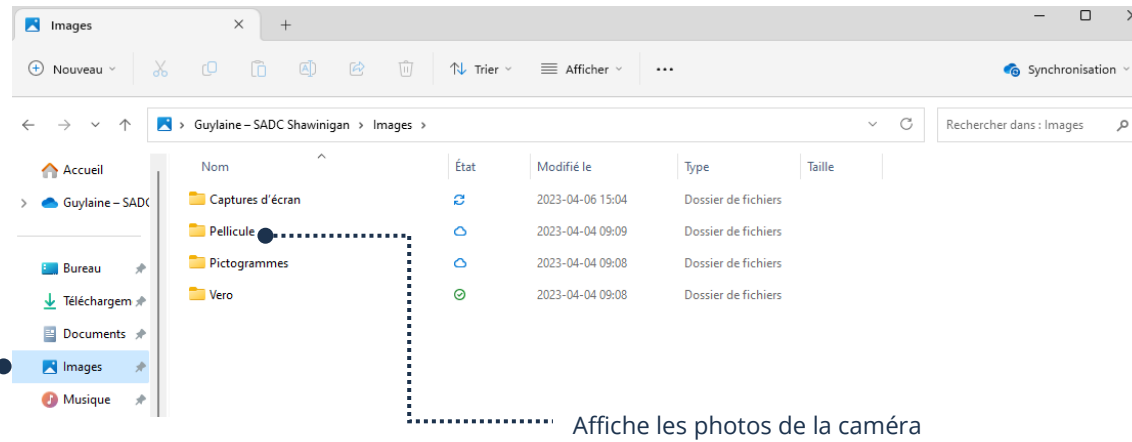 Images
Nouveau
Trier
Afficher
Synchronisation
Guylaine – SADC Shawinigan > Images >
Rechercher dans : Images
Accueil
Guylaine – SADC
Bureau
Téléchargem
Documents
Images
Musique
Nom État Modifié le Type Taille
Captures d'écran 2023-04-06 15:04 Dossier de fichiers
Pellicule 2023-04-04 09:09 Dossier de fichiers
Pictogrammes 2023-04-04 09:08 Dossier de fichiers
Vero 2023-04-04 09:08 Dossier de fichiers
Affiche les photos de la caméra